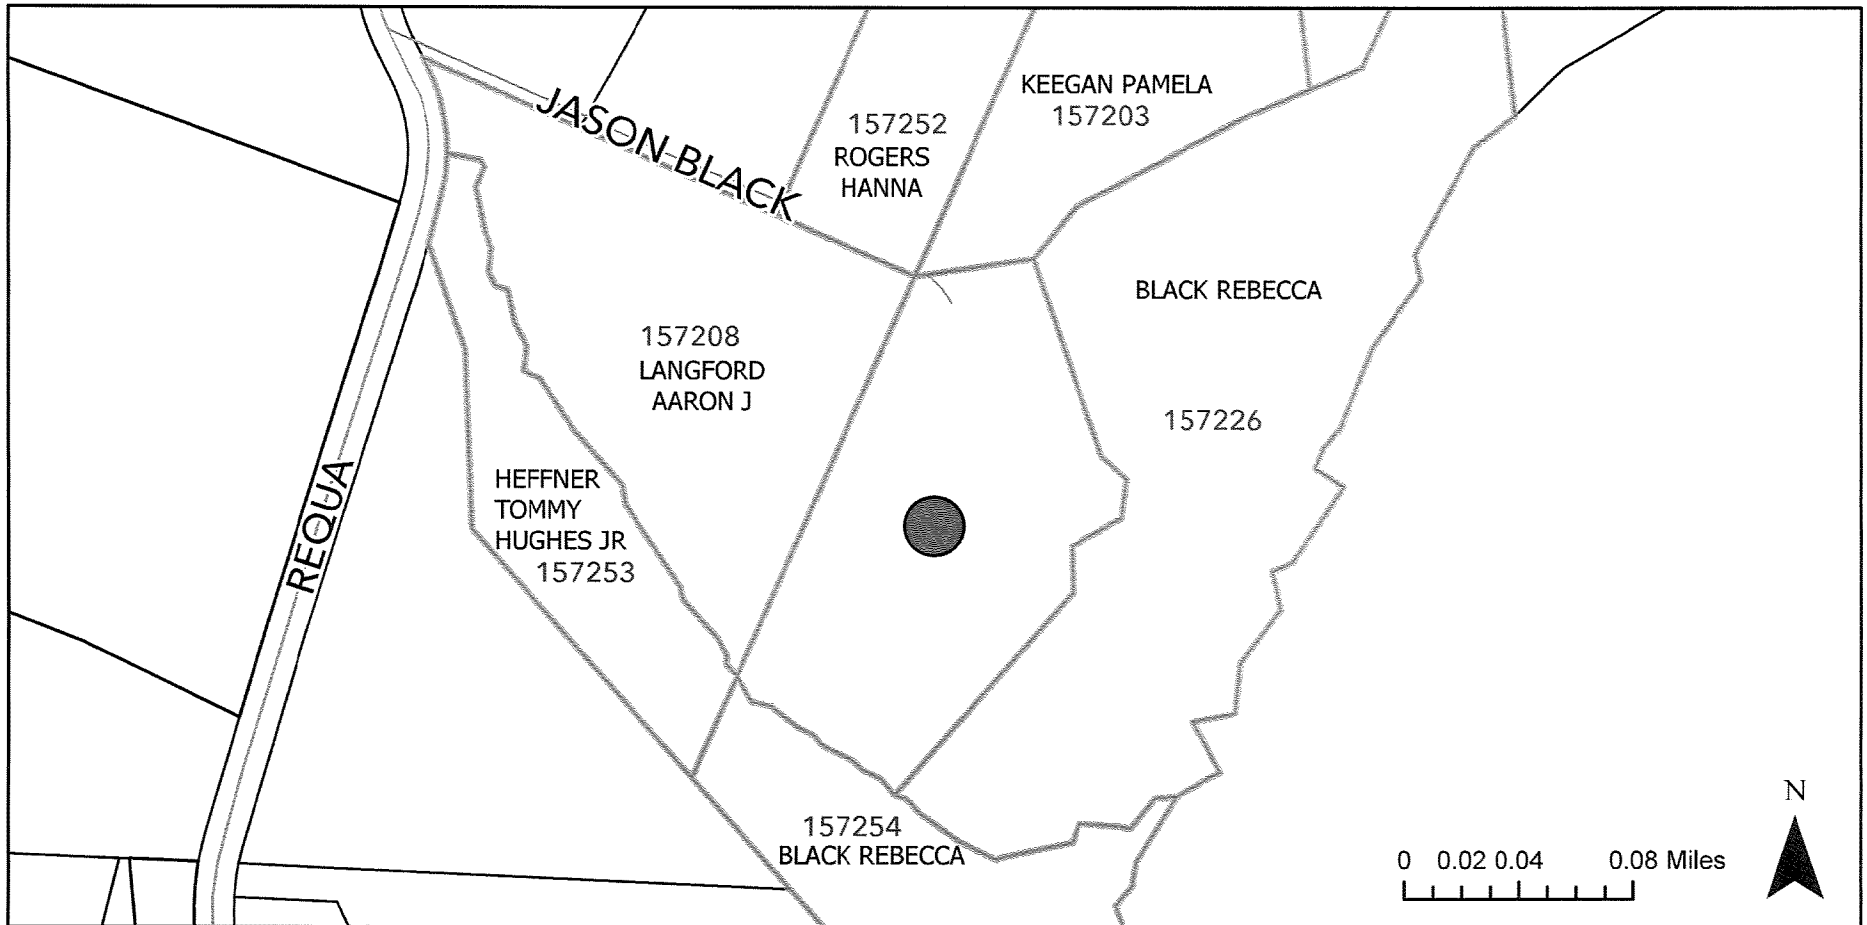 KEEGAN PAMELA
157203
JASON BLACK
157252
ROGERS
HANNA
BLACK REBECCA
157226
157208
LANGFORD
AARON J
HEFFNER
TOMMY
HUGHES JR
157253
REQUA
157254
BLACK REBECCA
N
0 0.02 0.04 0.08 Miles